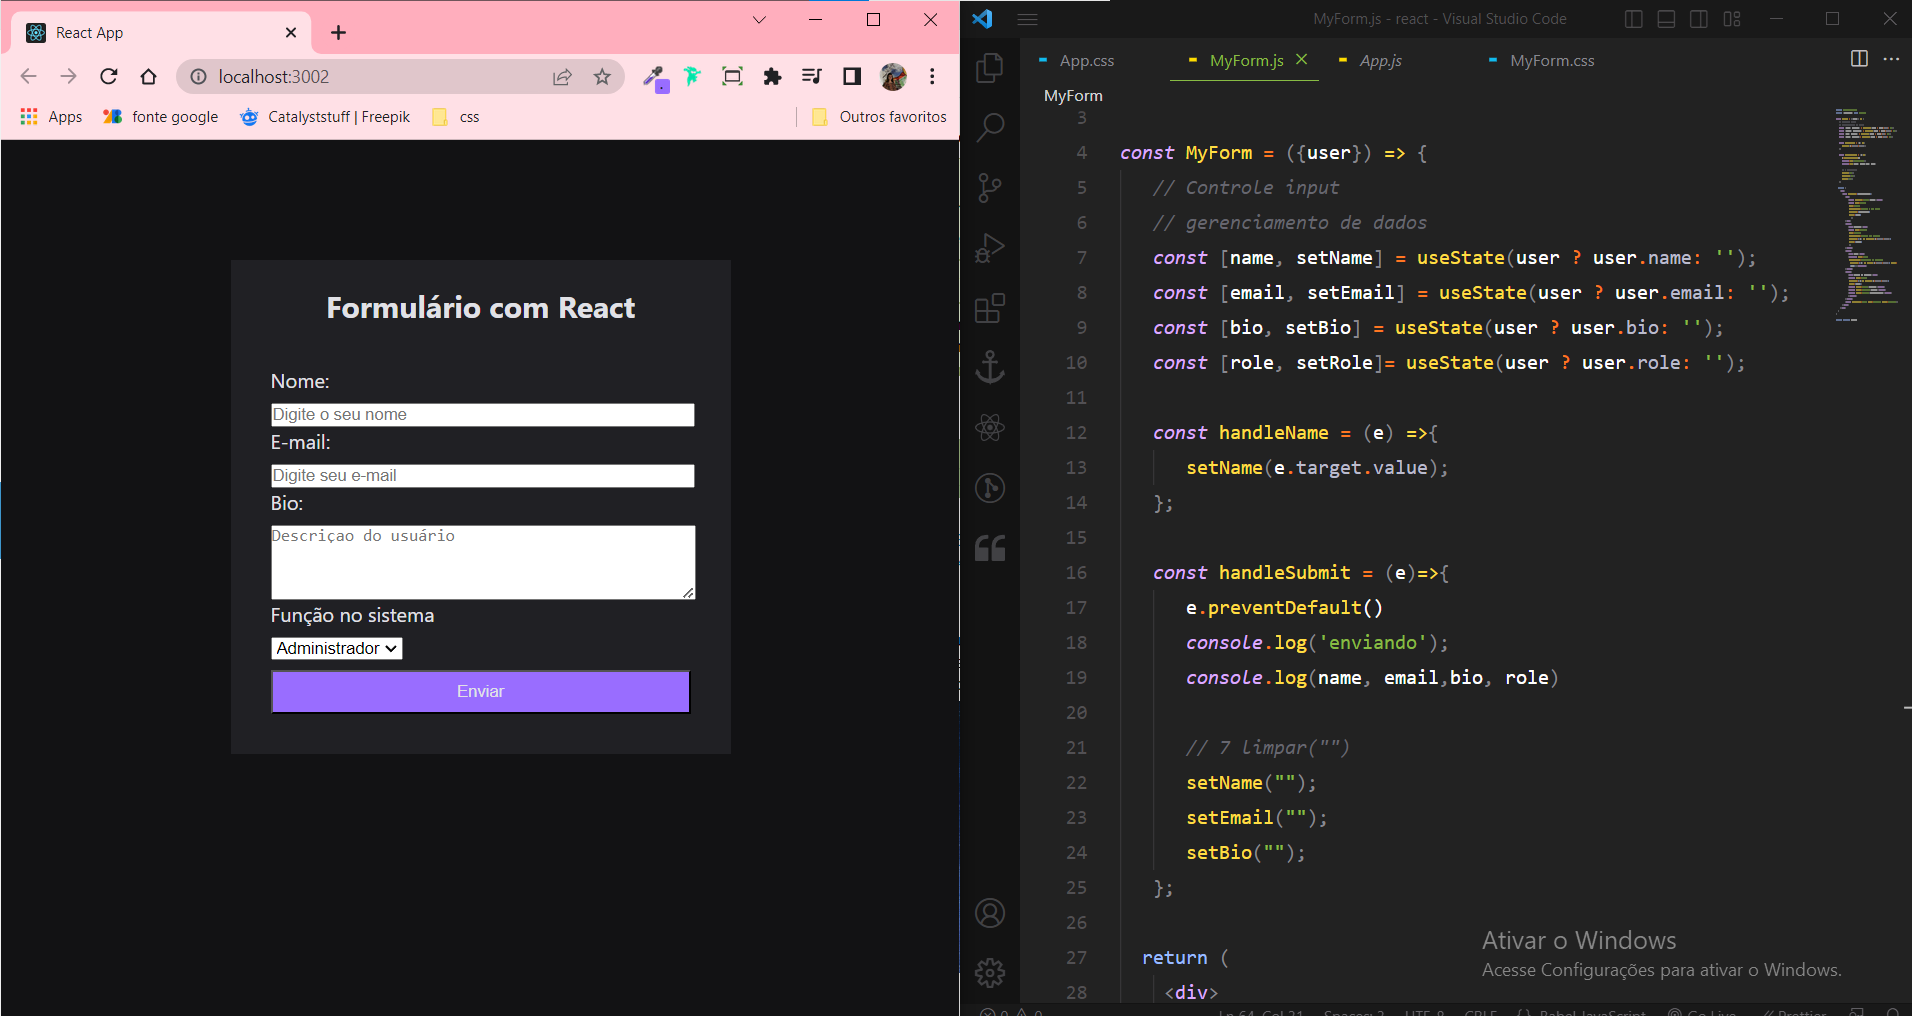 React App
localhost:3002
Apps
fonte google
Catalyststuff | Freepik
css
Outros favoritos
Formulário com React
Nome:
Digite o seu nome
E-mail:
Digite seu e-mail
Bio:
Descriçao do usuário
Função no sistema
Administrador
Enviar
MyForm.js - react - Visual Studio Code
App.css
MyForm.js
App.js
MyForm.css
MyForm
3
4 const MyForm = ({user}) => {
5 // Controle input
6 // gerenciamento de dados
7 const [name, setName] = useState(user ? user.name: '');
8 const [email, setEmail] = useState(user ? user.email: '');
9 const [bio, setBio] = useState(user ? user.bio: '');
10 const [role, setRole]= useState(user ? user.role: '');
11
12 const handleName = (e) =>{
13 setName(e.target.value);
14 };
15
16 const handleSubmit = (e)=>{
17 e.preventDefault()
18 console.log('enviando');
19 console.log(name, email,bio, role)
20
21 // 7 limpar("")
22 setName("");
23 setEmail("");
24 setBio("");
25 };
26
27 return (
28 <div>
Ativar o Windows
Acesse Configurações para ativar o Windows.